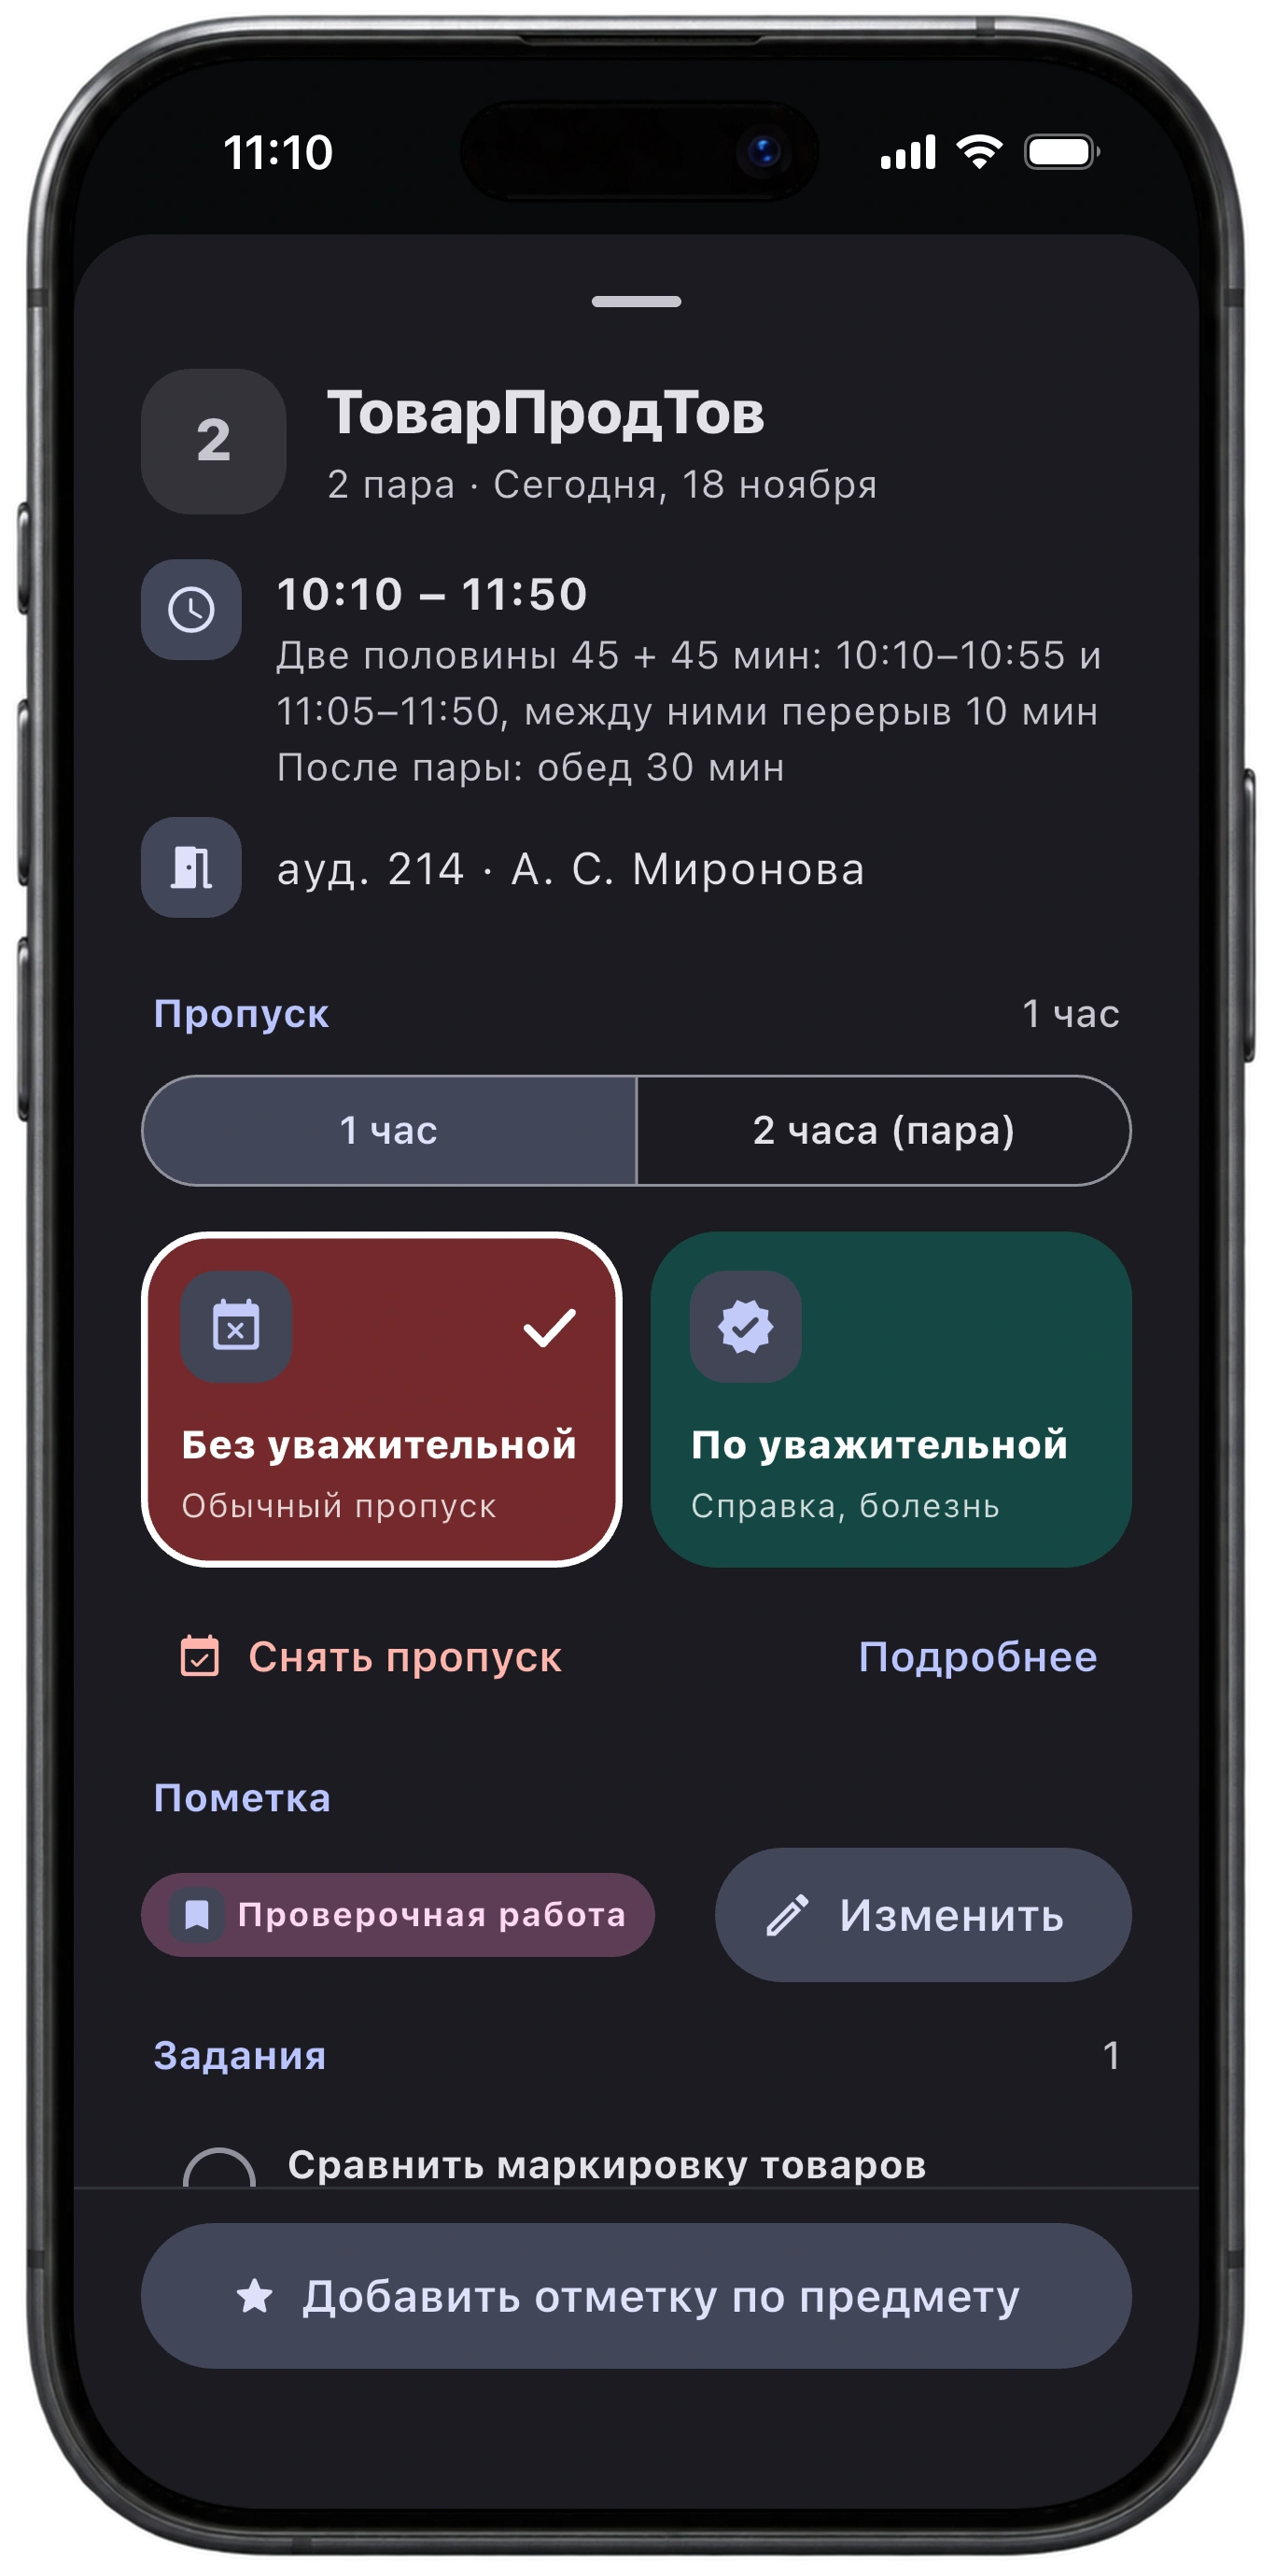 11:10
2
ТоварПродТов
2 пара · Сегодня, 18 ноября
10:10 – 11:50
Две половины 45 + 45 мин: 10:10–10:55 и
11:05–11:50, между ними перерыв 10 мин
После пары: обед 30 мин
ауд. 214 · А. С. Миронова
Пропуск
1 час
1 час
2 часа (пара)
Без уважительной
Обычный пропуск
По уважительной
Справка, болезнь
Снять пропуск
Подробнее
Пометка
Проверочная работа
Изменить
Задания
1
Сравнить маркировку товаров
Добавить отметку по предмету